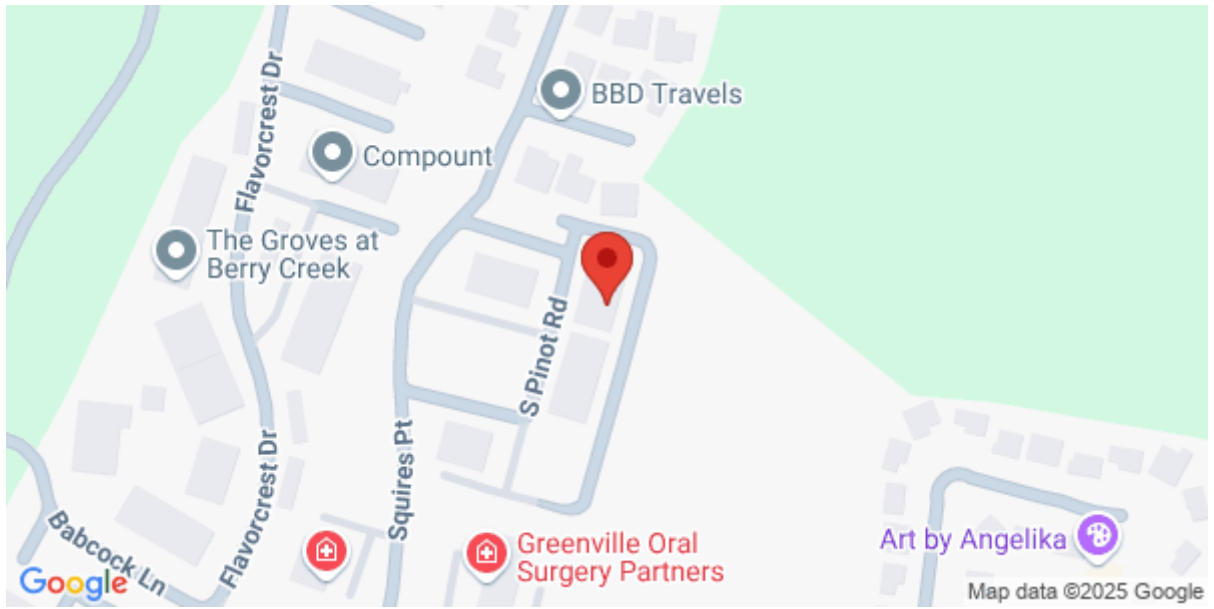 BBD Travels
Flavorcrest Dr
Compount
The Groves at
Berry Creek
S Pinot Rd
Squires Pt
Flavorcrest Dr
Babcock Ln
Greenville Oral
Surgery Partners
Art by Angelika
Google
Map data ©2025 Google